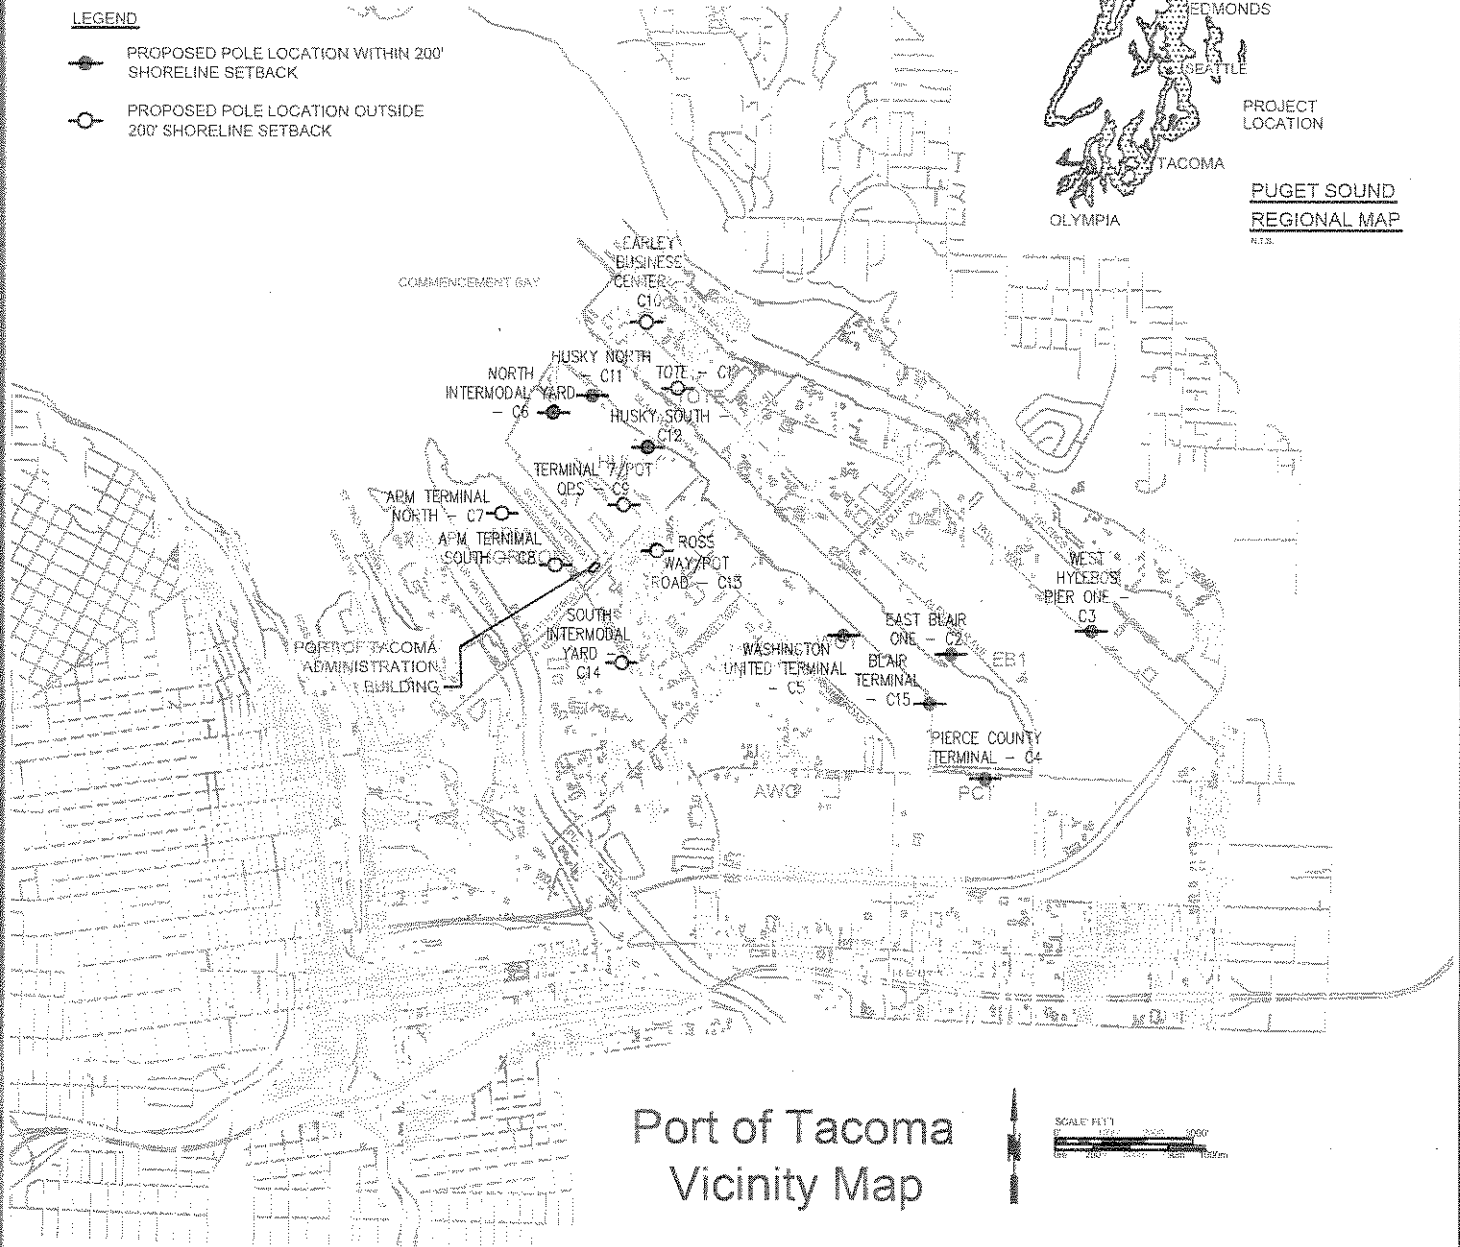 LEGEND
PROPOSED POLE LOCATION WITHIN 200'
SHORELINE SETBACK
PROPOSED POLE LOCATION OUTSIDE
200' SHORELINE SETBACK
EDMONDS
SEATTLE
PROJECT
LOCATION
TACOMA
OLYMPIA
PUGET SOUND
REGIONAL MAP
N.T.S.
COMMENCEMENT BAY
EARLEY
BUSINESS
CENTER -
C10
HUSKY NORTH
- C11
NORTH
INTERMODAL YARD
- C6
TOTE - C1
TOTE
HUSKY SOUTH -
C12
TERMINAL 7/POT
OPS - C9
APM TERMINAL
NORTH - C7
APM TERNIMAL
SOUTH - C8
ROSS
WAY/POT
ROAD - C13
SOUTH
INTERMODAL
YARD -
C14
PORT OF TACOMA
ADMINISTRATION
BUILDING
WEST
HYLEBOS
PIER ONE -
C3
EAST BLAIR
ONE - C2
EB1
WASHINGTON
UNITED TERMINAL
- C5
BLAIR
TERMINAL
- C15
PIERCE COUNTY
TERMINAL - C4
AWC
PCT
Port of Tacoma
Vicinity Map
N
SCALE: FEET